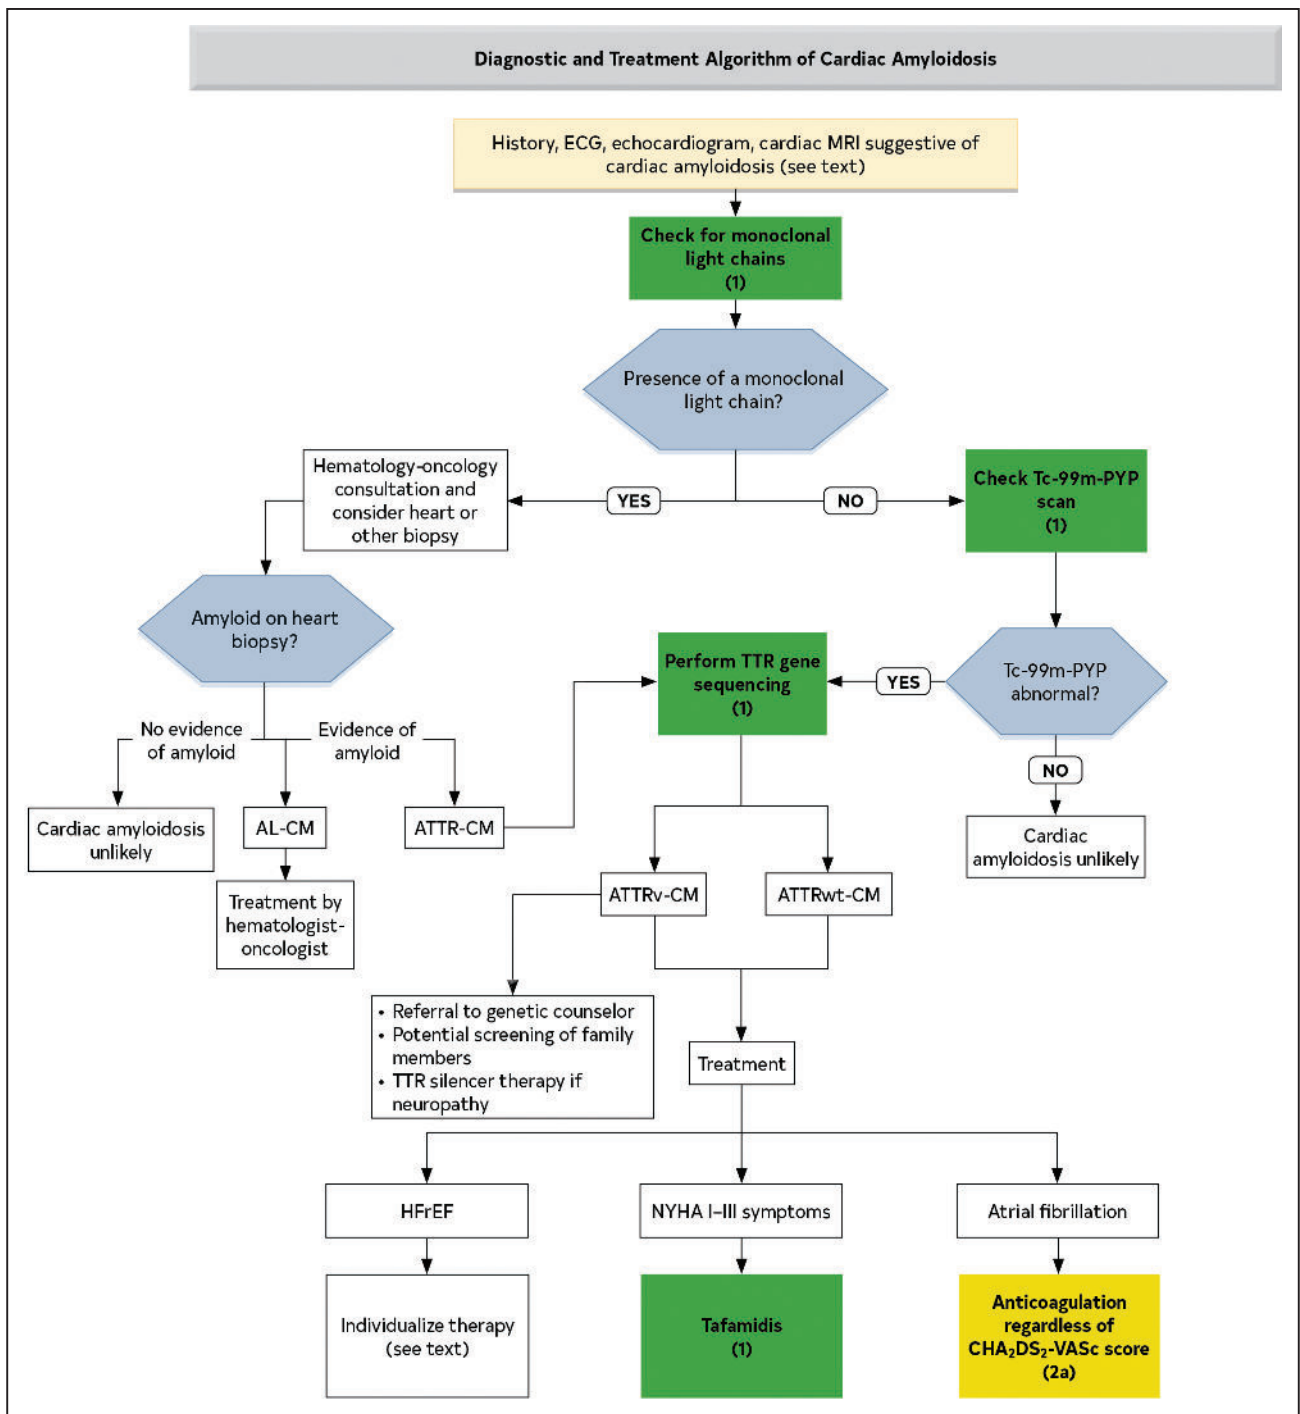 Diagnostic and Treatment Algorithm of Cardiac Amyloidosis
History, ECG, echocardiogram, cardiac MRI suggestive of
cardiac amyloidosis (see text)
Check for monoclonal
light chains
(1)
Presence of a monoclonal
light chain?
Hematology-oncology
consultation and
consider heart or
other biopsy
YES
NO
Check Tc-99m-PYP
scan
(1)
Amyloid on heart
biopsy?
Perform TTR gene
sequencing
(1)
YES
Tc-99m-PYP
abnormal?
No evidence
of amyloid
Evidence of
amyloid
NO
Cardiac amyloidosis
unlikely
AL-CM
ATTR-CM
Cardiac
amyloidosis unlikely
Treatment by
hematologist-
oncologist
ATTRv-CM
ATTRwt-CM
• Referral to genetic counselor
• Potential screening of family
members
• TTR silencer therapy if
neuropathy
Treatment
HFrEF
NYHA I–III symptoms
Atrial fibrillation
Individualize therapy
(see text)
Tafamidis
(1)
Anticoagulation
regardless of
CHA₂DS₂-VASc score
(2a)